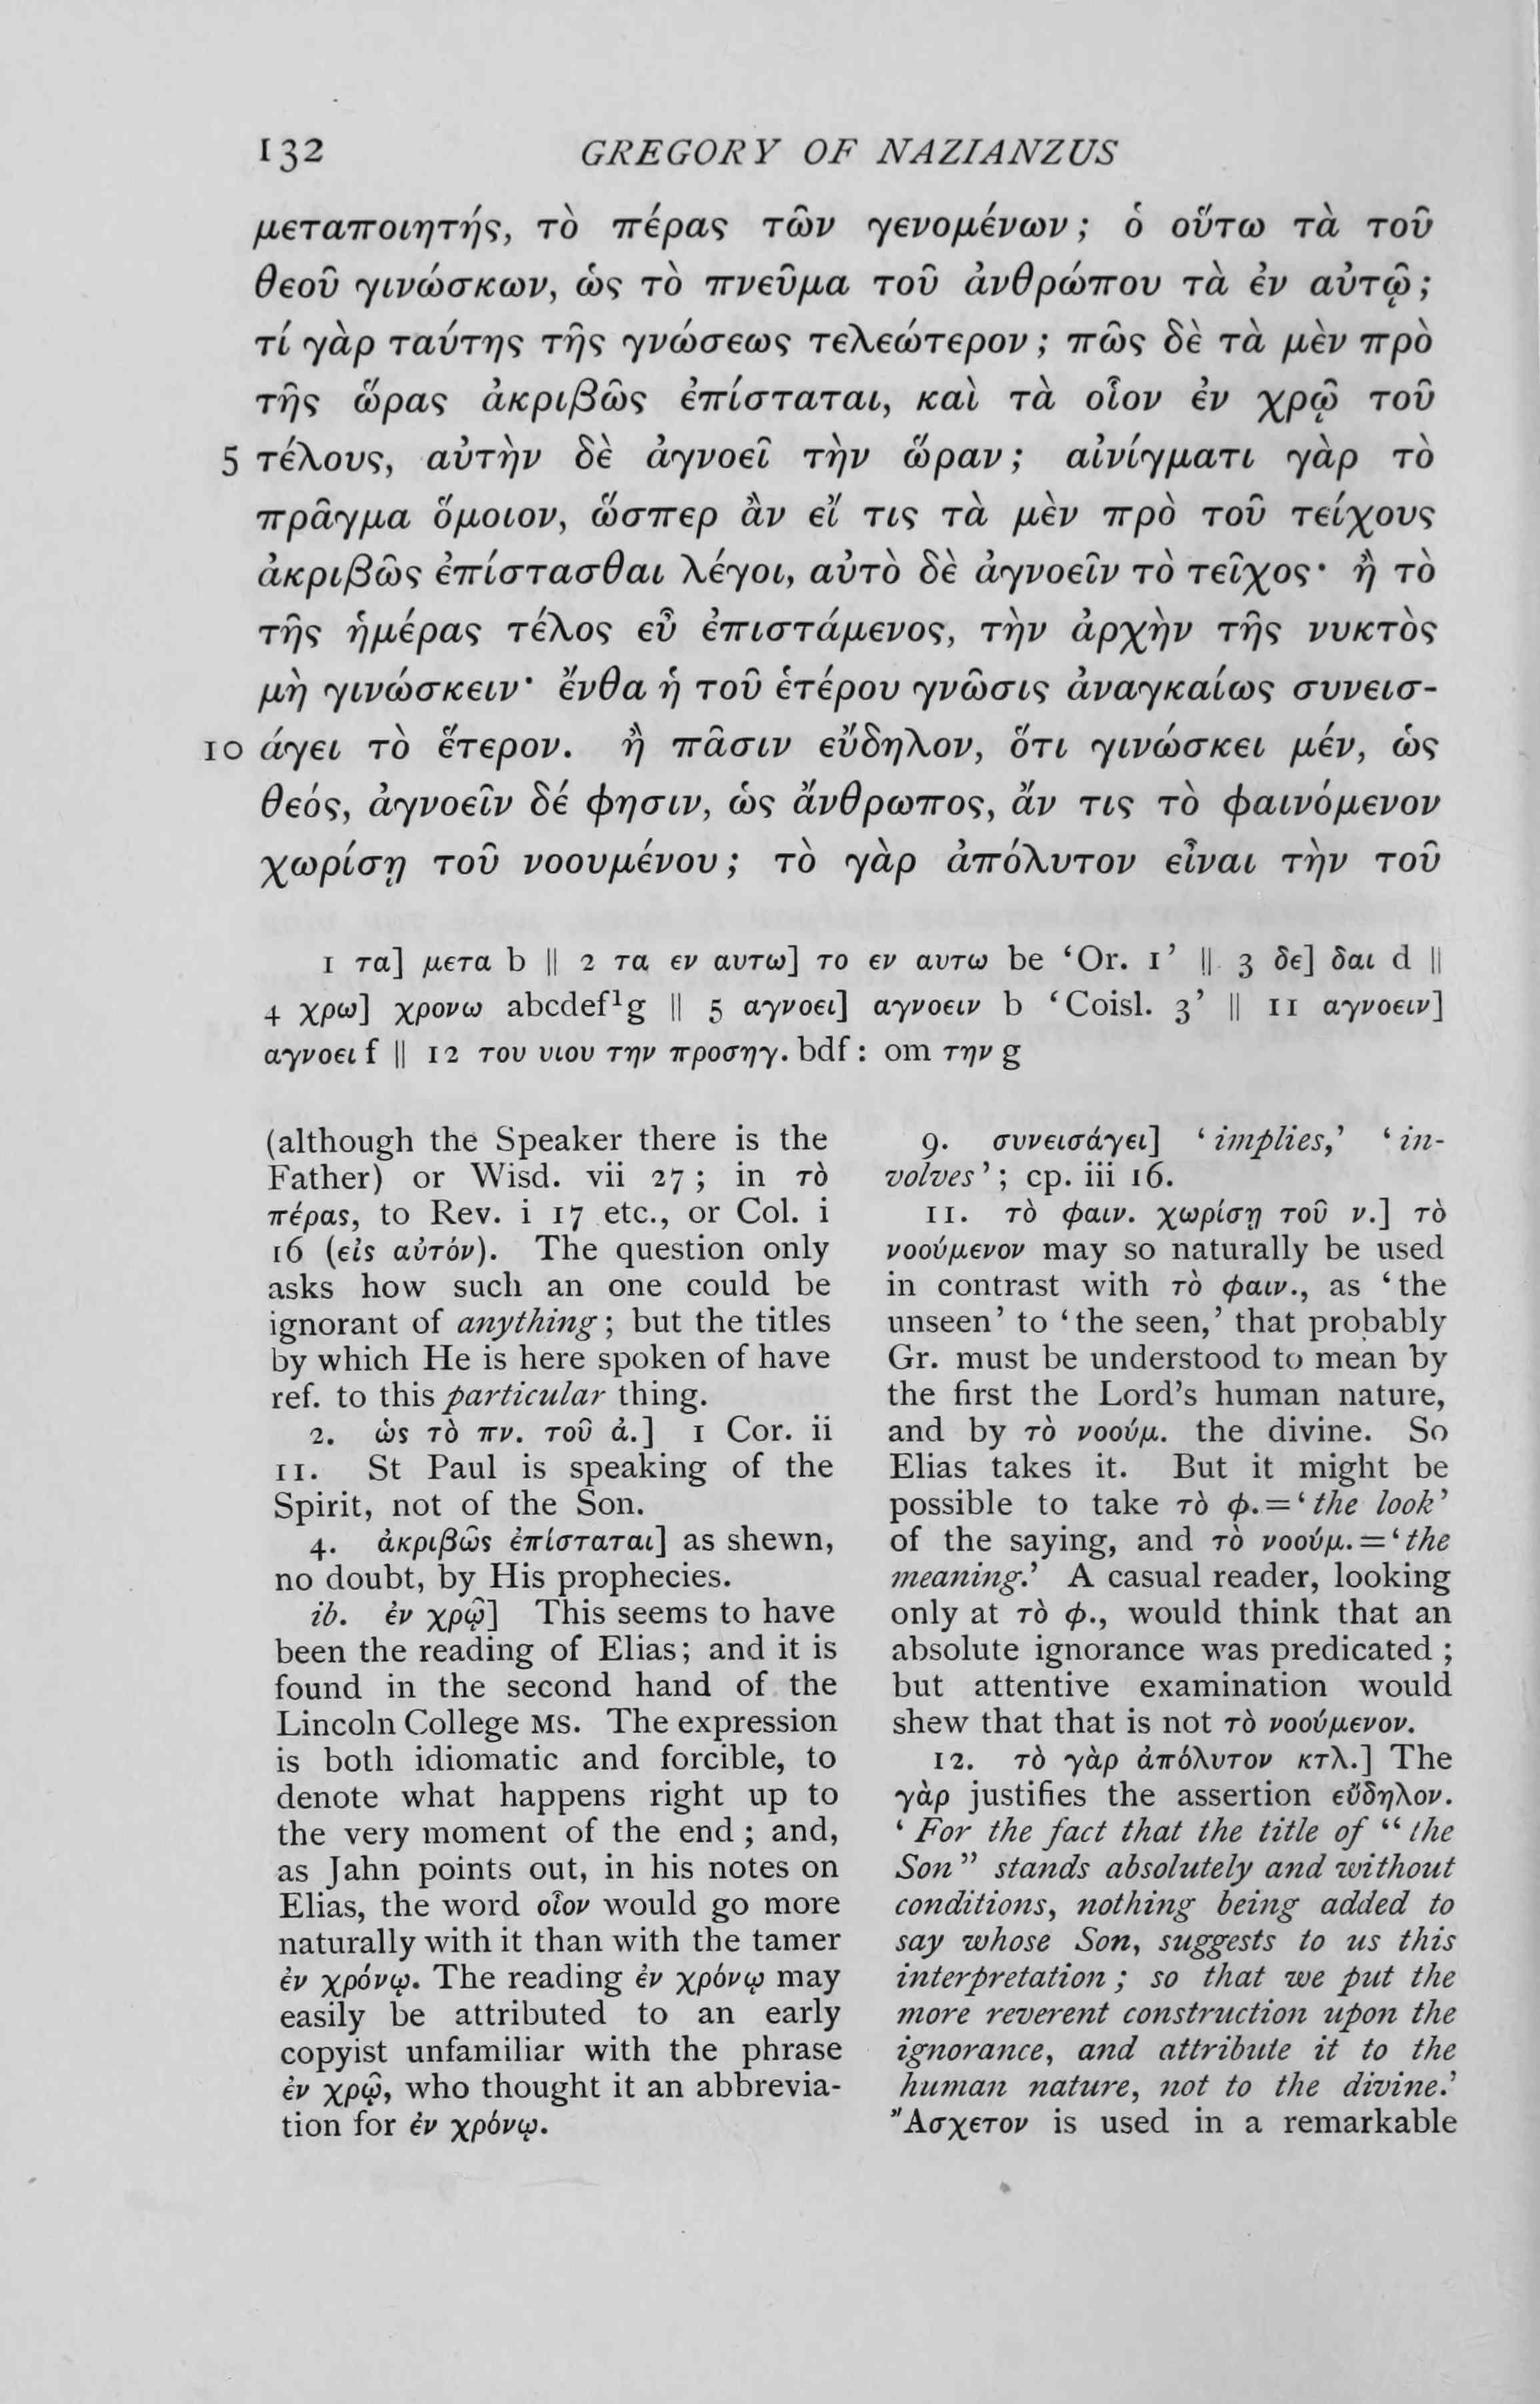 132 GREGORY OF NAZIANZUS
μεταποιητής, τὸ πέρας τῶν γενομένων; ὁ οὕτω τὰ τοῦ
θεοῦ γινώσκων, ὡς τὸ πνεῦμα τοῦ ἀνθρώπου τὰ ἐν αὐτῷ;
τί γὰρ ταύτης τῆς γνώσεως τελεώτερον; πῶς δὲ τὰ μὲν πρὸ
τῆς ὥρας ἀκριβῶς ἐπίσταται, καὶ τὰ οἷον ἐν χρῷ τοῦ
5 τέλους, αὐτὴν δὲ ἀγνοεῖ τὴν ὥραν; αἰνίγματι γὰρ τὸ
πρᾶγμα ὅμοιον, ὥσπερ ἂν εἴ τις τὰ μὲν πρὸ τοῦ τείχους
ἀκριβῶς ἐπίστασθαι λέγοι, αὐτὸ δὲ ἀγνοεῖν τὸ τεῖχος· ἢ τὸ
τῆς ἡμέρας τέλος εὖ ἐπιστάμενος, τὴν ἀρχὴν τῆς νυκτὸς
μὴ γινώσκειν· ἔνθα ἡ τοῦ ἑτέρου γνῶσις ἀναγκαίως συνεισ-
10 άγει τὸ ἕτερον. ἢ πᾶσιν εὔδηλον, ὅτι γινώσκει μέν, ὡς
θεός, ἀγνοεῖν δέ φησιν, ὡς ἄνθρωπος, ἄν τις τὸ φαινόμενον
χωρίσῃ τοῦ νοουμένου; τὸ γὰρ ἀπόλυτον εἶναι τὴν τοῦ
1 τα] μετα b || 2 τα εν αυτω] το εν αυτω be ‘Or. 1’ || 3 δε] δαι d ||
4 χρω] χρονω abcdef¹g || 5 αγνοει] αγνοειν b ‘Coisl. 3’ || 11 αγνοειν]
αγνοει f || 12 του υιου την προσηγ. bdf: om την g
(although the Speaker there is the
Father) or Wisd. vii 27; in τὸ
πέρας, to Rev. i 17 etc., or Col. i
16 (εἰς αὐτόν). The question only
asks how such an one could be
ignorant of anything; but the titles
by which He is here spoken of have
ref. to this particular thing.
2. ὡς τὸ πν. τοῦ ἀ.] 1 Cor. ii
11. St Paul is speaking of the
Spirit, not of the Son.
4. ἀκριβῶς ἐπίσταται] as shewn,
no doubt, by His prophecies.
ib. ἐν χρῷ] This seems to have
been the reading of Elias; and it is
found in the second hand of the
Lincoln College MS. The expression
is both idiomatic and forcible, to
denote what happens right up to
the very moment of the end; and,
as Jahn points out, in his notes on
Elias, the word οἷον would go more
naturally with it than with the tamer
ἐν χρόνῳ. The reading ἐν χρόνῳ may
easily be attributed to an early
copyist unfamiliar with the phrase
ἐν χρῷ, who thought it an abbrevia-
tion for ἐν χρόνῳ.
9. συνεισάγει] ‘implies,’ ‘in-
volves’; cp. iii 16.
11. τὸ φαιν. χωρίσῃ τοῦ ν.] τὸ
νοούμενον may so naturally be used
in contrast with τὸ φαιν., as ‘the
unseen’ to ‘the seen,’ that probably
Gr. must be understood to mean by
the first the Lord’s human nature,
and by τὸ νοούμ. the divine. So
Elias takes it. But it might be
possible to take τὸ φ.=‘the look’
of the saying, and τὸ νοούμ.=‘the
meaning.’ A casual reader, looking
only at τὸ φ., would think that an
absolute ignorance was predicated;
but attentive examination would
shew that that is not τὸ νοούμενον.
12. τὸ γὰρ ἀπόλυτον κτλ.] The
γὰρ justifies the assertion εὔδηλον.
‘For the fact that the title of “the
Son” stands absolutely and without
conditions, nothing being added to
say whose Son, suggests to us this
interpretation; so that we put the
more reverent construction upon the
ignorance, and attribute it to the
human nature, not to the divine.’
Ἄσχετον is used in a remarkable